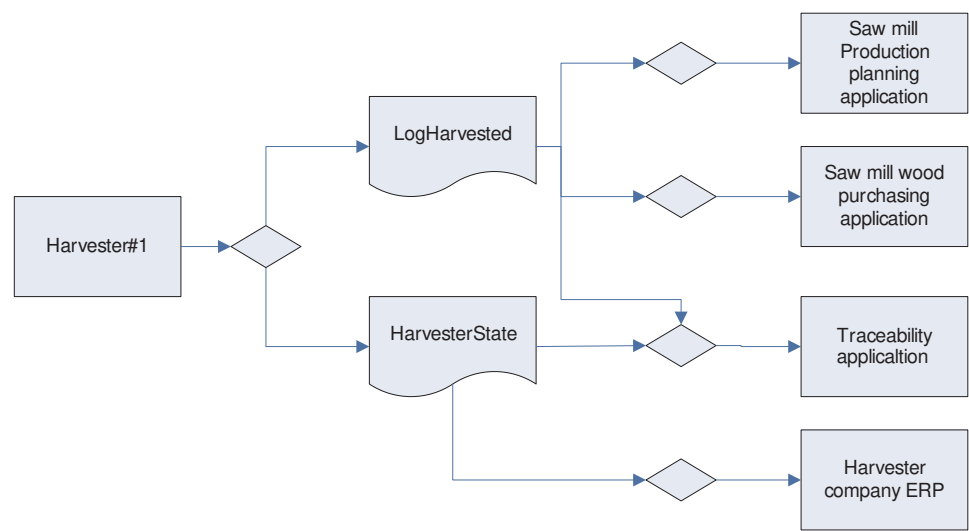 Saw mill
Production
planning
application
LogHarvested
Saw mill wood
purchasing
application
Harvester#1
HarvesterState
Traceability
applicaltion
Harvester
company ERP